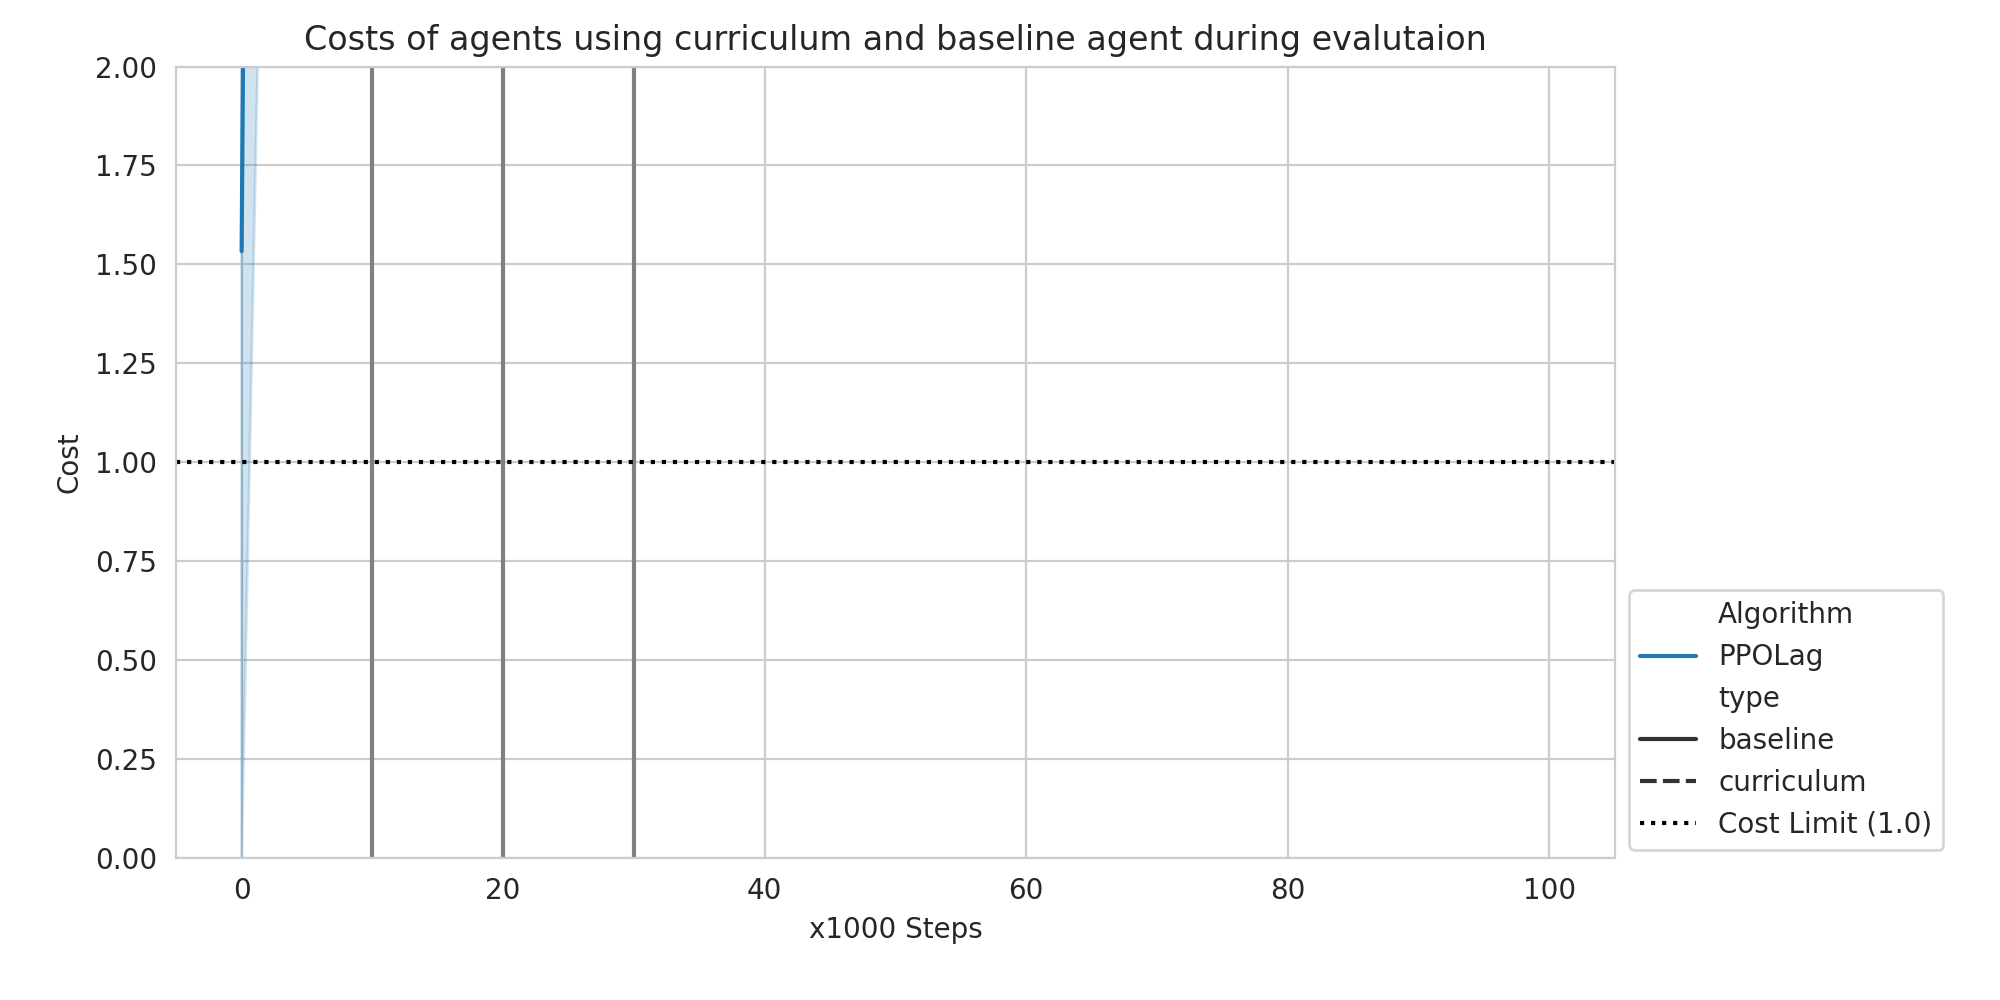 Costs of agents using curriculum and baseline agent during evalutaion
2.00
1.75
1.50
1.25
1.00
0.75
0.50
0.25
0.00
Cost
0 20 40 60 80 100
x1000 Steps
Algorithm
PPOLag
type
baseline
curriculum
Cost Limit (1.0)